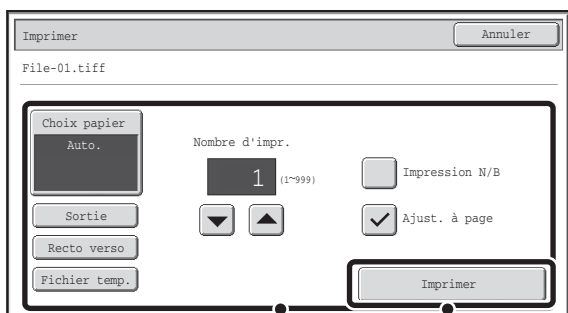 Imprimer
Annuler
File-01.tiff
Choix papier
Auto.
Nombre d'impr.
1 (1~999)
Impression N/B
Ajust. à page
Sortie
Recto verso
Fichier temp.
Imprimer